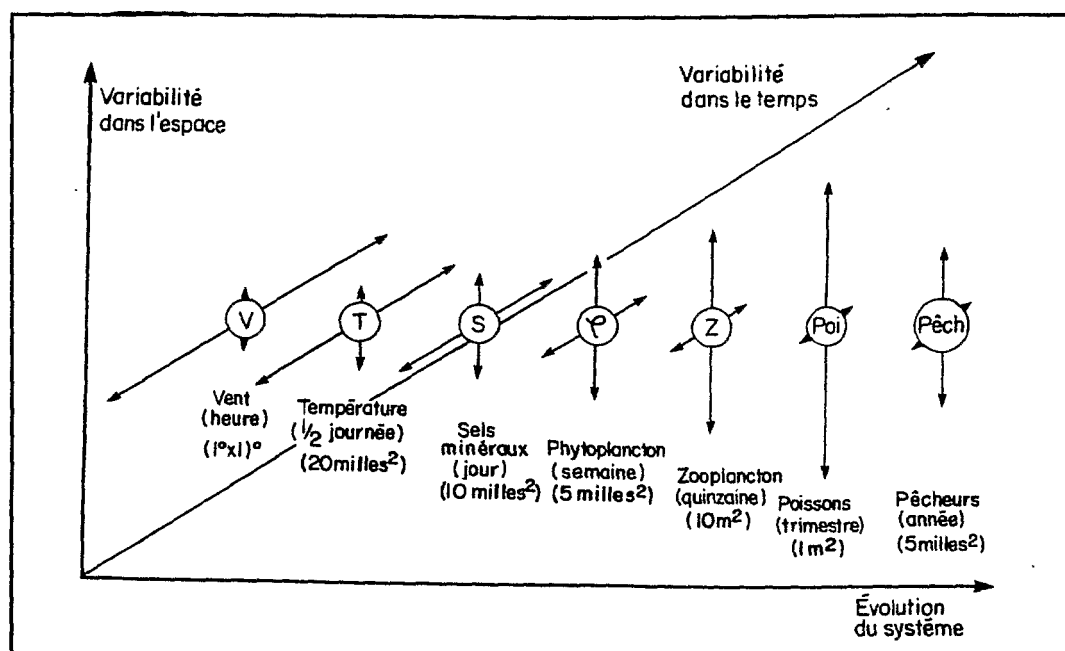 Variabilité
dans l'espace
Variabilité
dans le temps
V
T
S
φ
Z
Poi
Pêch
Vent
(heure)
(1°x1)°
Température
(1/2 journée)
(20milles²)
Sels
minéraux
(jour)
(10 milles²)
Phytoplancton
(semaine)
(5 milles²)
Zooplancton
(quinzaine)
(10m²)
Poissons
(trimestre)
(1m²)
Pêcheurs
(année)
(5milles²)
Évolution
du système